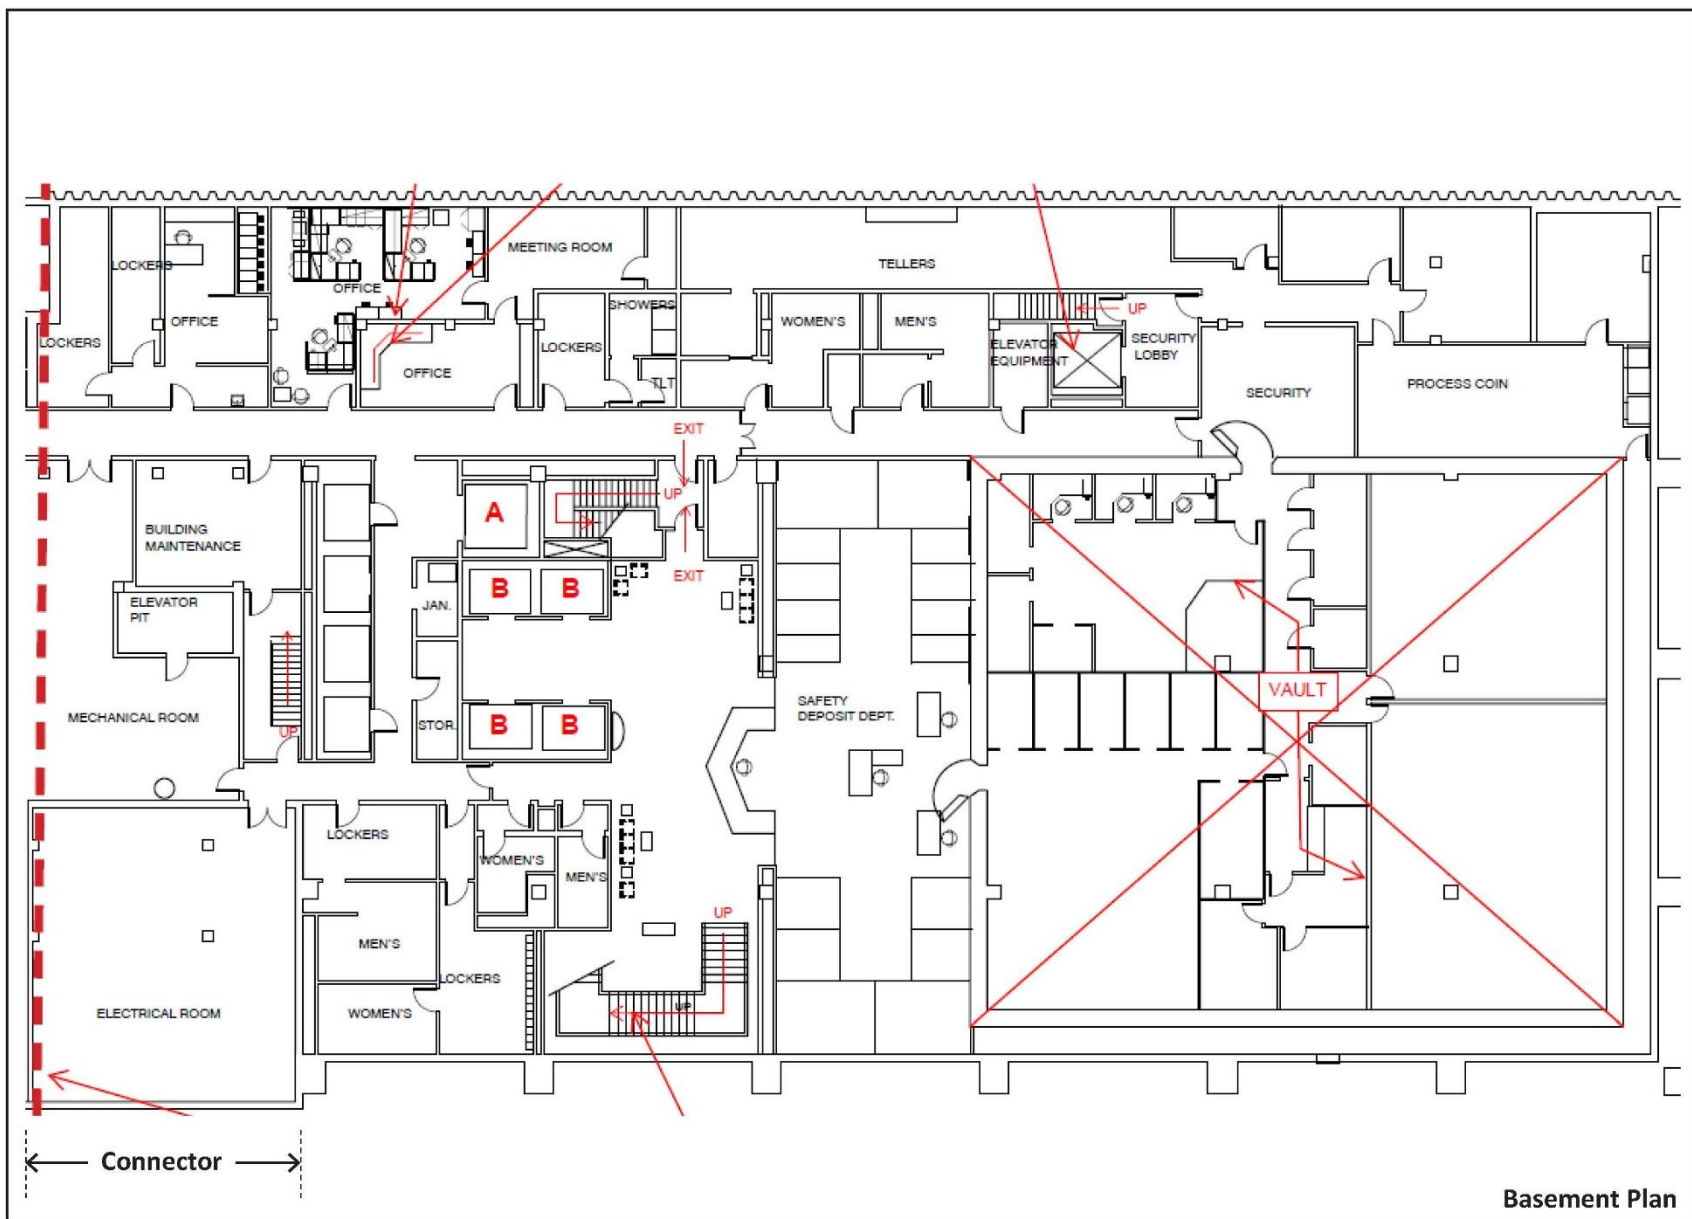 MEETING ROOM
LOCKERS
TELLERS
OFFICE
SHOWERS
UP
OFFICE
WOMEN'S
MEN'S
LOCKERS
ELEVATOR
EQUIPMENT
SECURITY
LOBBY
LOCKERS
OFFICE
TLT
PROCESS COIN
SECURITY
EXIT
UP
A
BUILDING
MAINTENANCE
EXIT
B
B
ELEVATOR
PIT
JAN.
VAULT
SAFETY
DEPOSIT DEPT.
MECHANICAL ROOM
STOR.
B
B
UP
LOCKERS
WOMEN'S
MEN'S
UP
MEN'S
LOCKERS
UP
ELECTRICAL ROOM
WOMEN'S
Connector
Basement Plan